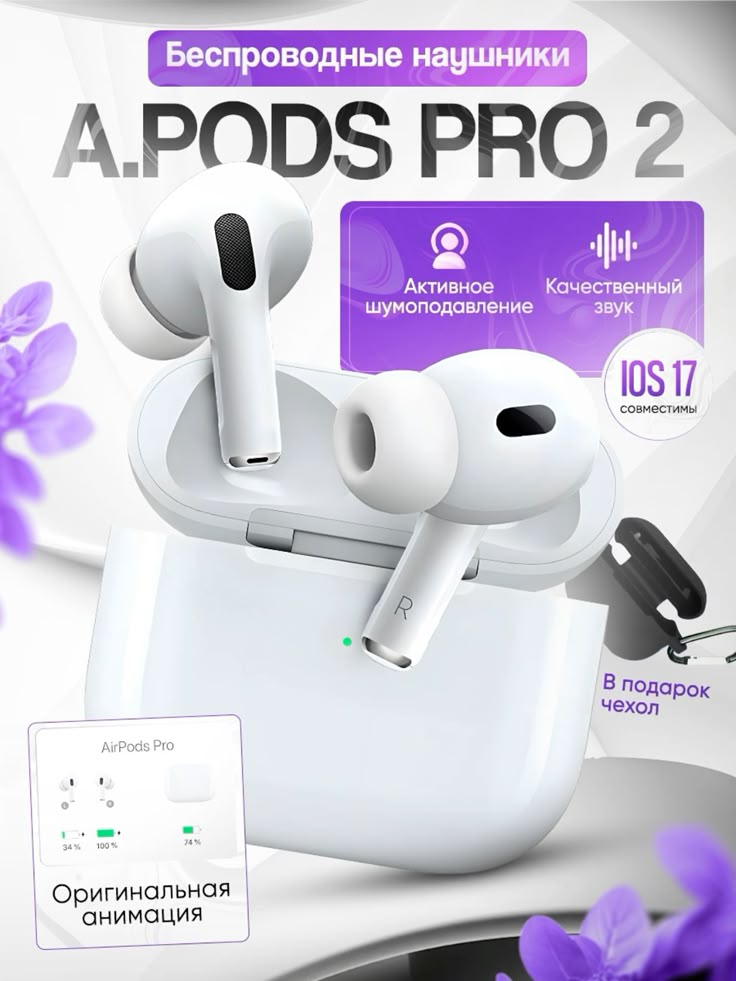 Беспроводные наушники
A.PODS PRO 2
Активное
шумоподавление
Качественный
звук
IOS 17
совместимы
R
В подарок
чехол
AirPods Pro
34 %
100 %
74 %
Оригинальная
анимация